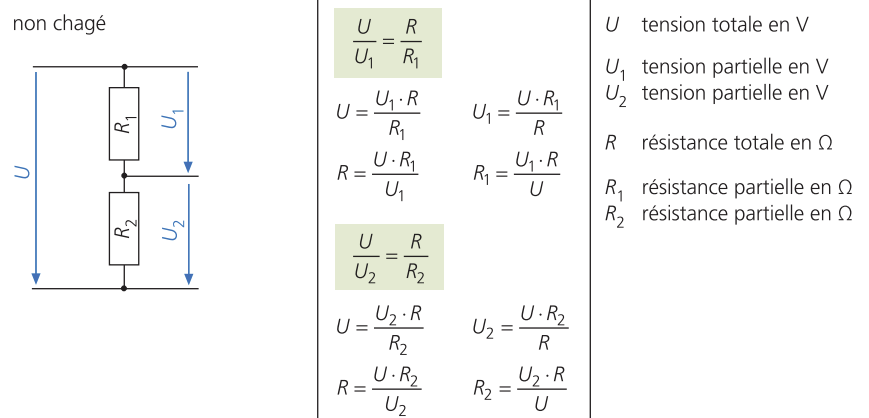 non chagé
U
R₁
U₁
R₂
U₂
U/U₁ = R/R₁
U = U₁ · R/R₁
U₁ = U · R₁/R
R = U · R₁/U₁
R₁ = U₁ · R/U
U/U₂ = R/R₂
U = U₂ · R/R₂
U₂ = U · R₂/R
R = U · R₂/U₂
R₂ = U₂ · R/U
U tension totale en V
U₁ tension partielle en V
U₂ tension partielle en V
R résistance totale en Ω
R₁ résistance partielle en Ω
R₂ résistance partielle en Ω